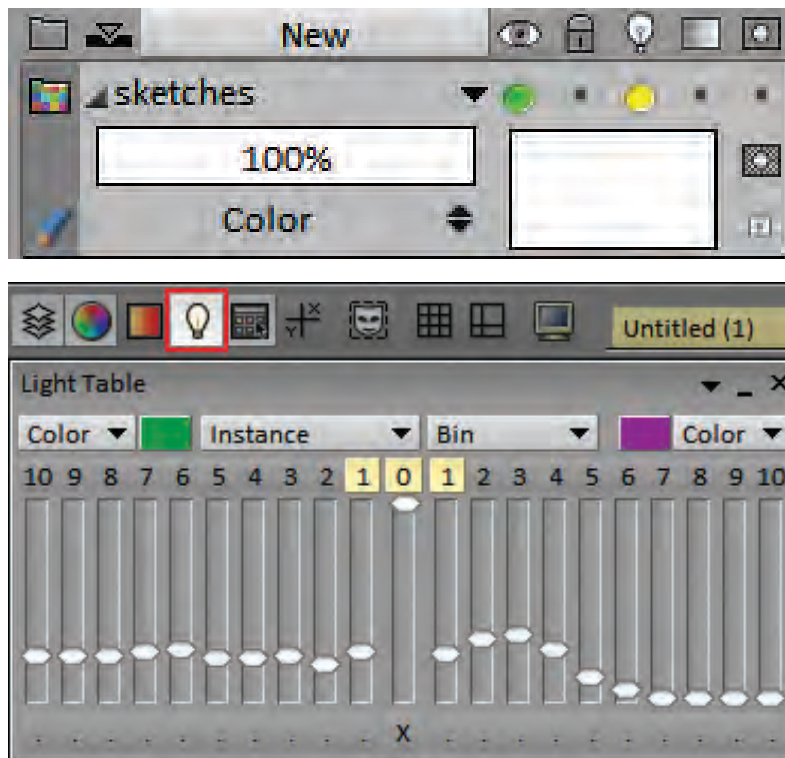 New
sketches
100%
Color
X
Y
Untitled (1)
Light Table
Color Instance Bin Color
10 9 8 7 6 5 4 3 2 1 0 1 2 3 4 5 6 7 8 9 10
X